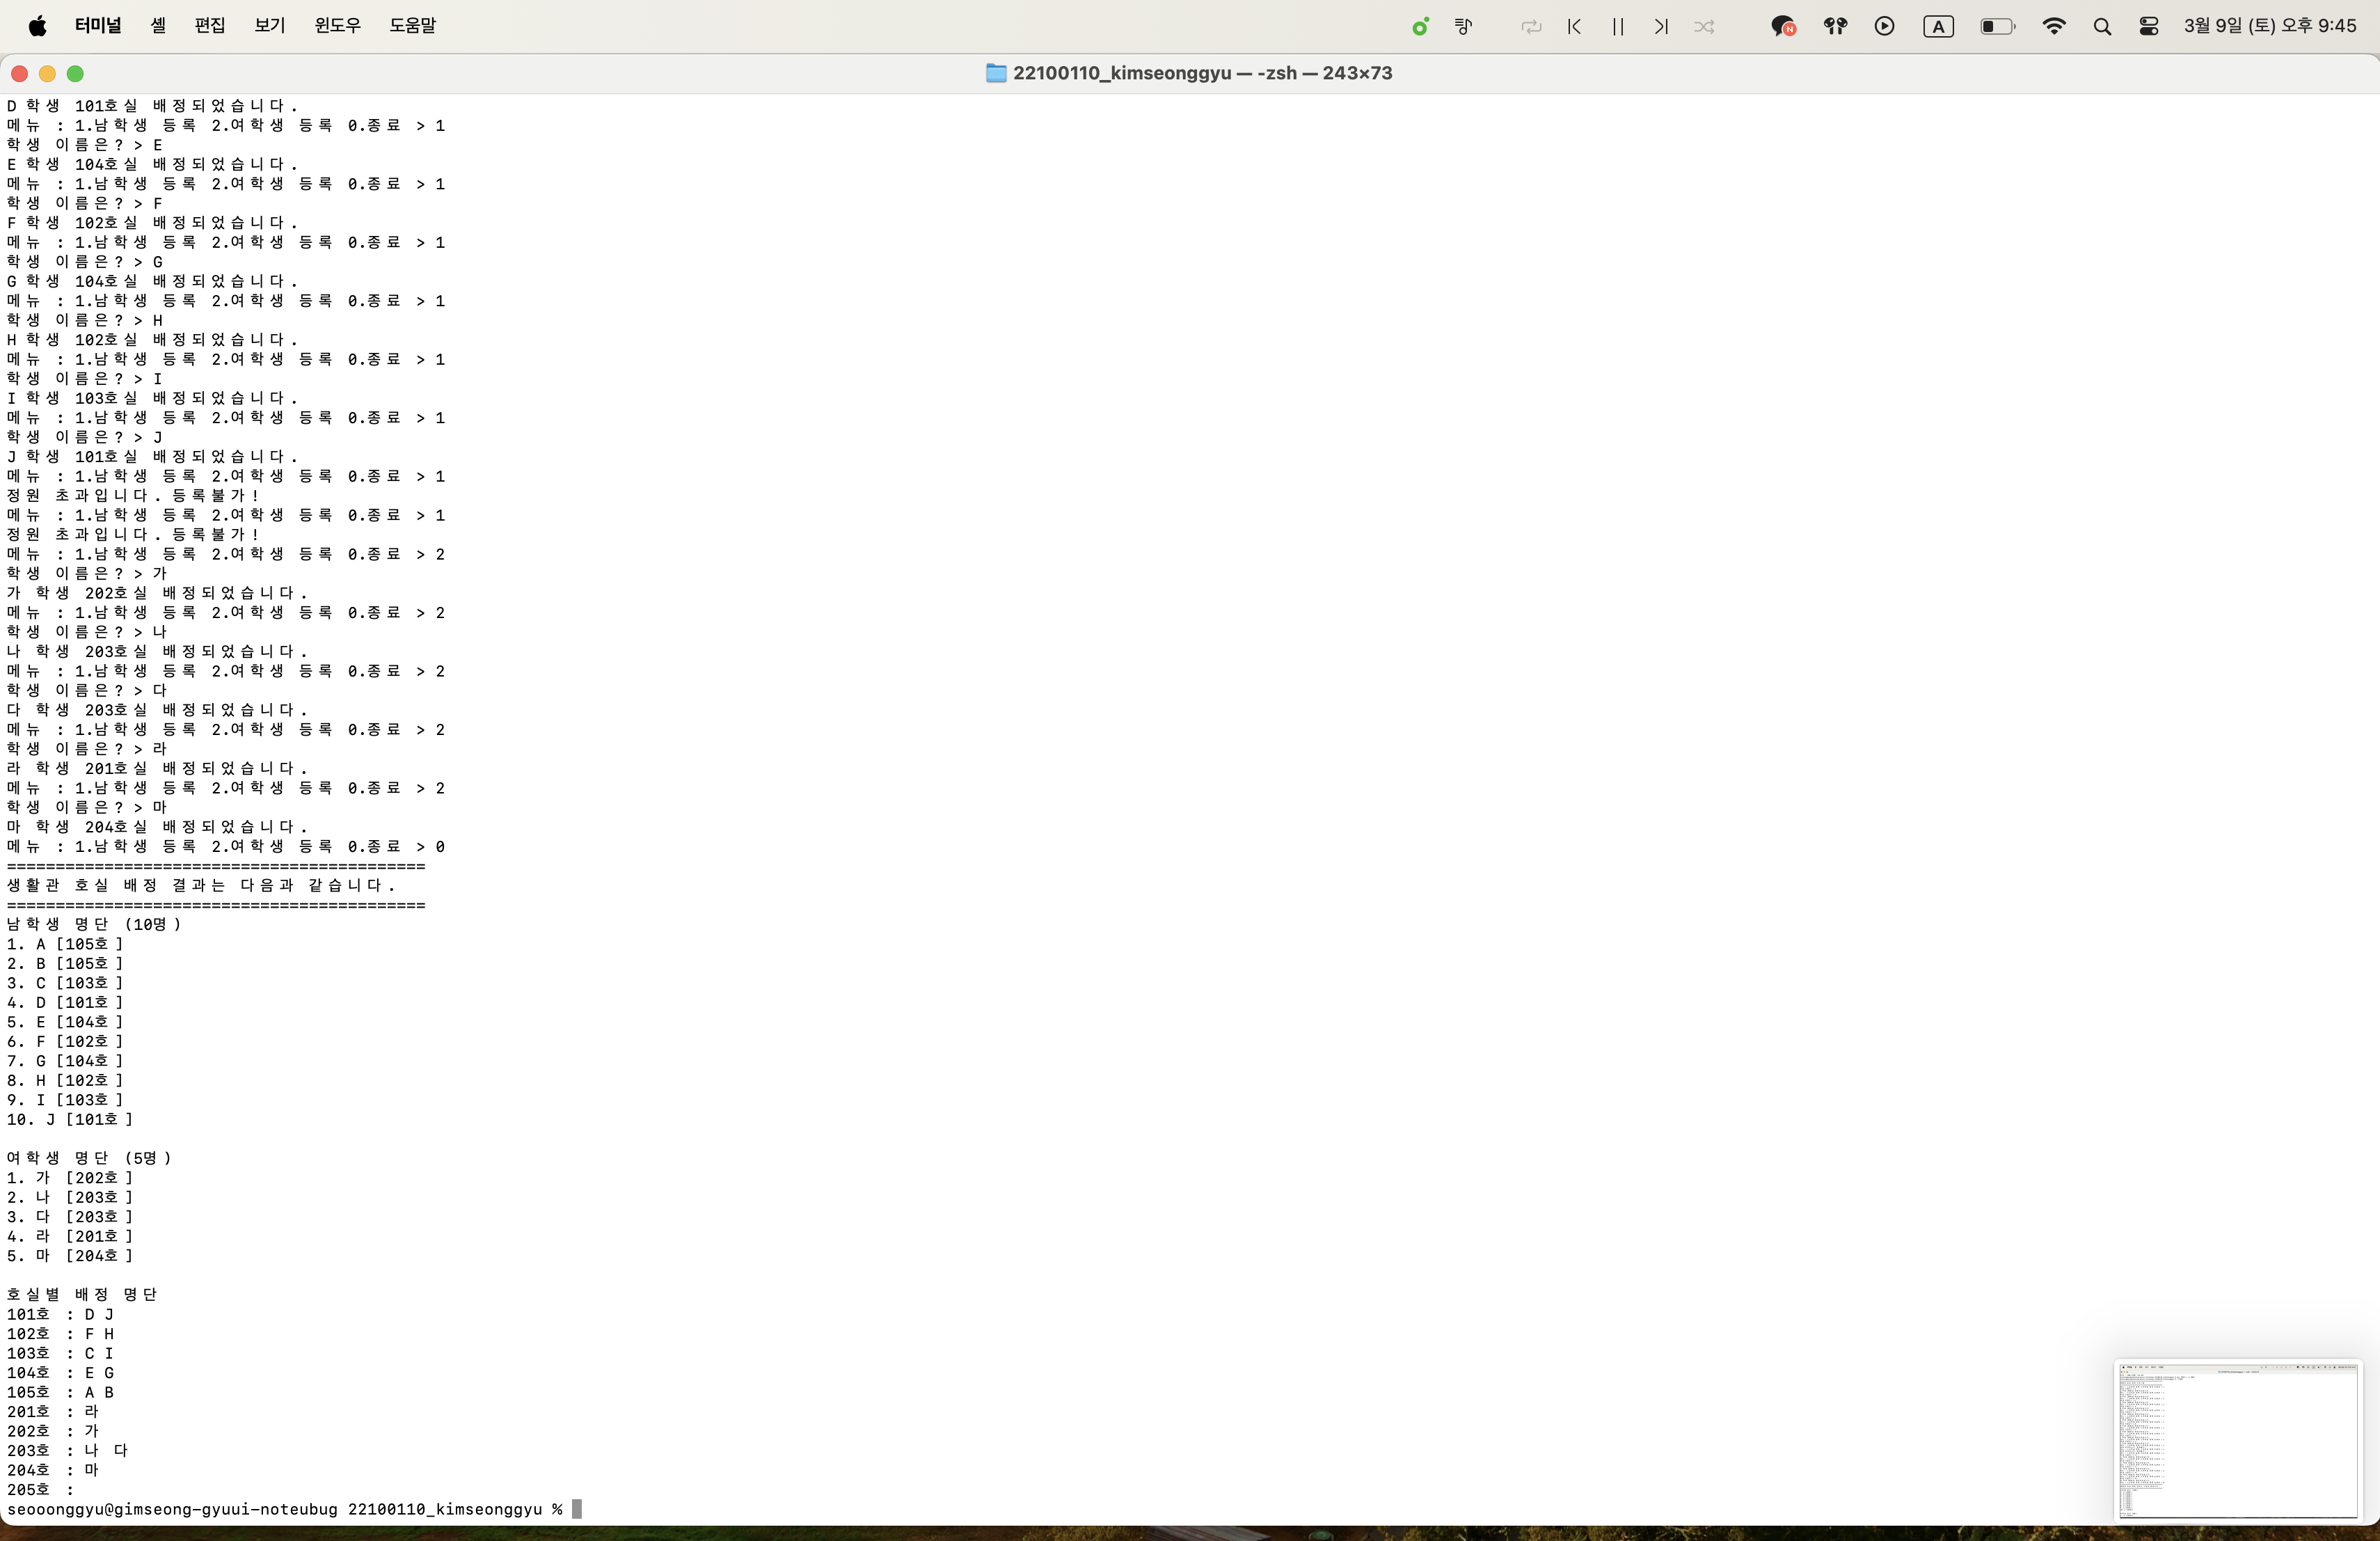 터미널 셸 편집 보기 윈도우 도움말 A 3월 9일 (토) 오후 9:45
22100110_kimseonggyu — -zsh — 243×73
D 학생 101호실 배정되었습니다.
메뉴 : 1.남학생 등록 2.여학생 등록 0.종료 > 1
학생 이름은? > E
E 학생 104호실 배정되었습니다.
메뉴 : 1.남학생 등록 2.여학생 등록 0.종료 > 1
학생 이름은? > F
F 학생 102호실 배정되었습니다.
메뉴 : 1.남학생 등록 2.여학생 등록 0.종료 > 1
학생 이름은? > G
G 학생 104호실 배정되었습니다.
메뉴 : 1.남학생 등록 2.여학생 등록 0.종료 > 1
학생 이름은? > H
H 학생 102호실 배정되었습니다.
메뉴 : 1.남학생 등록 2.여학생 등록 0.종료 > 1
학생 이름은? > I
I 학생 103호실 배정되었습니다.
메뉴 : 1.남학생 등록 2.여학생 등록 0.종료 > 1
학생 이름은? > J
J 학생 101호실 배정되었습니다.
메뉴 : 1.남학생 등록 2.여학생 등록 0.종료 > 1
정원 초과입니다. 등록불가!
메뉴 : 1.남학생 등록 2.여학생 등록 0.종료 > 1
정원 초과입니다. 등록불가!
메뉴 : 1.남학생 등록 2.여학생 등록 0.종료 > 2
학생 이름은? > 가
가 학생 202호실 배정되었습니다.
메뉴 : 1.남학생 등록 2.여학생 등록 0.종료 > 2
학생 이름은? > 나
나 학생 203호실 배정되었습니다.
메뉴 : 1.남학생 등록 2.여학생 등록 0.종료 > 2
학생 이름은? > 다
다 학생 203호실 배정되었습니다.
메뉴 : 1.남학생 등록 2.여학생 등록 0.종료 > 2
학생 이름은? > 라
라 학생 201호실 배정되었습니다.
메뉴 : 1.남학생 등록 2.여학생 등록 0.종료 > 2
학생 이름은? > 마
마 학생 204호실 배정되었습니다.
메뉴 : 1.남학생 등록 2.여학생 등록 0.종료 > 0
===========================================
생활관 호실 배정 결과는 다음과 같습니다.
===========================================
남학생 명단 (10명)
1. A [105호]
2. B [105호]
3. C [103호]
4. D [101호]
5. E [104호]
6. F [102호]
7. G [104호]
8. H [102호]
9. I [103호]
10. J [101호]
여학생 명단 (5명)
1. 가 [202호]
2. 나 [203호]
3. 다 [203호]
4. 라 [201호]
5. 마 [204호]
호실별 배정 명단
101호 : D J
102호 : F H
103호 : C I
104호 : E G
105호 : A B
201호 : 라
202호 : 가
203호 : 나 다
204호 : 마
205호 :
seooonggyu@gimseong-gyuui-noteubug 22100110_kimseonggyu %